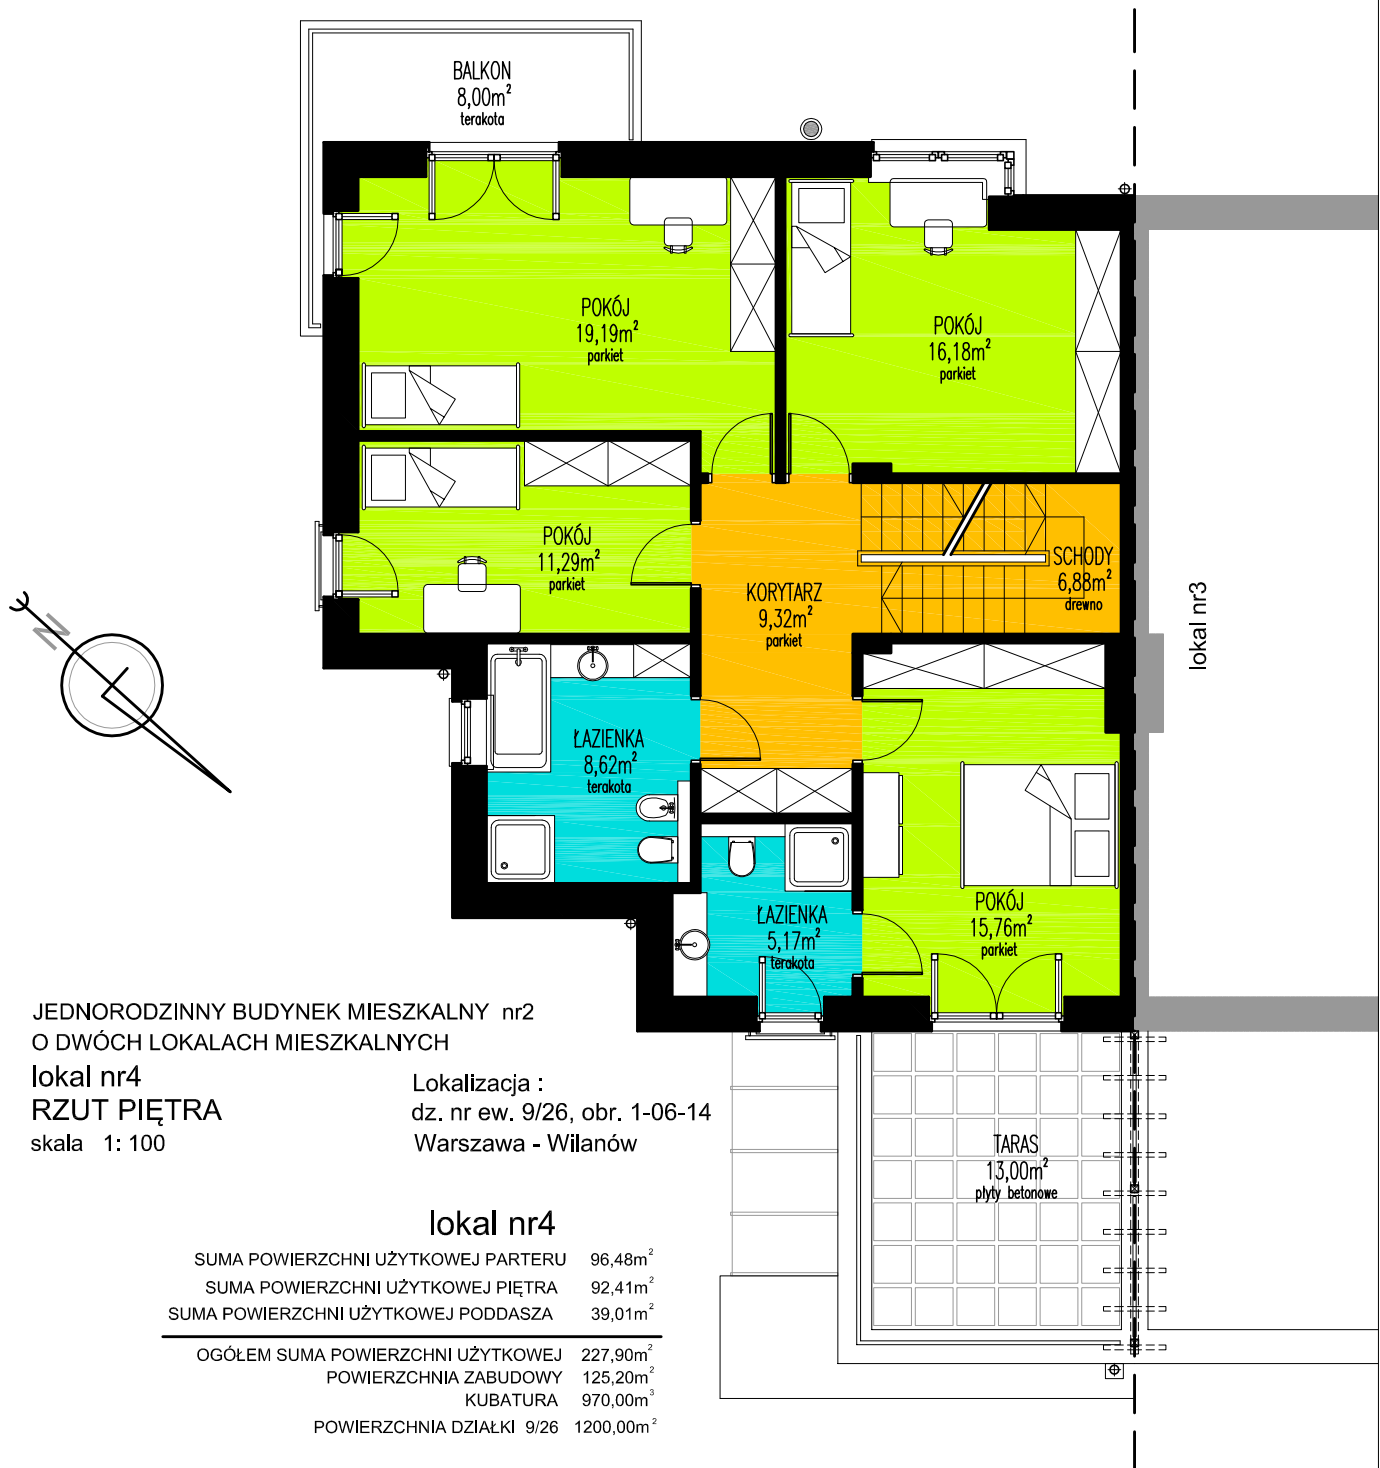 BALKON
8,00m²
terakota
POKÓJ
19,19m²
parkiet
POKÓJ
16,18m²
parkiet
POKÓJ
11,29m²
parkiet
KORYTARZ
9,32m²
parkiet
SCHODY
6,88m²
drewno
lokal nr3
N
ŁAZIENKA
8,62m²
terakota
ŁAZIENKA
5,17m²
terakota
POKÓJ
15,76m²
parkiet
TARAS
13,00m²
płyty betonowe
JEDNORODZINNY BUDYNEK MIESZKALNY nr2
O DWÓCH LOKALACH MIESZKALNYCH
lokal nr4
RZUT PIĘTRA
skala 1: 100
Lokalizacja :
dz. nr ew. 9/26, obr. 1-06-14
Warszawa - Wilanów
lokal nr4
SUMA POWIERZCHNI UŻYTKOWEJ PARTERU 96,48m²
SUMA POWIERZCHNI UŻYTKOWEJ PIĘTRA 92,41m²
SUMA POWIERZCHNI UŻYTKOWEJ PODDASZA 39,01m²
OGÓŁEM SUMA POWIERZCHNI UŻYTKOWEJ 227,90m²
POWIERZCHNIA ZABUDOWY 125,20m²
KUBATURA 970,00m³
POWIERZCHNIA DZIAŁKI 9/26 1200,00m²